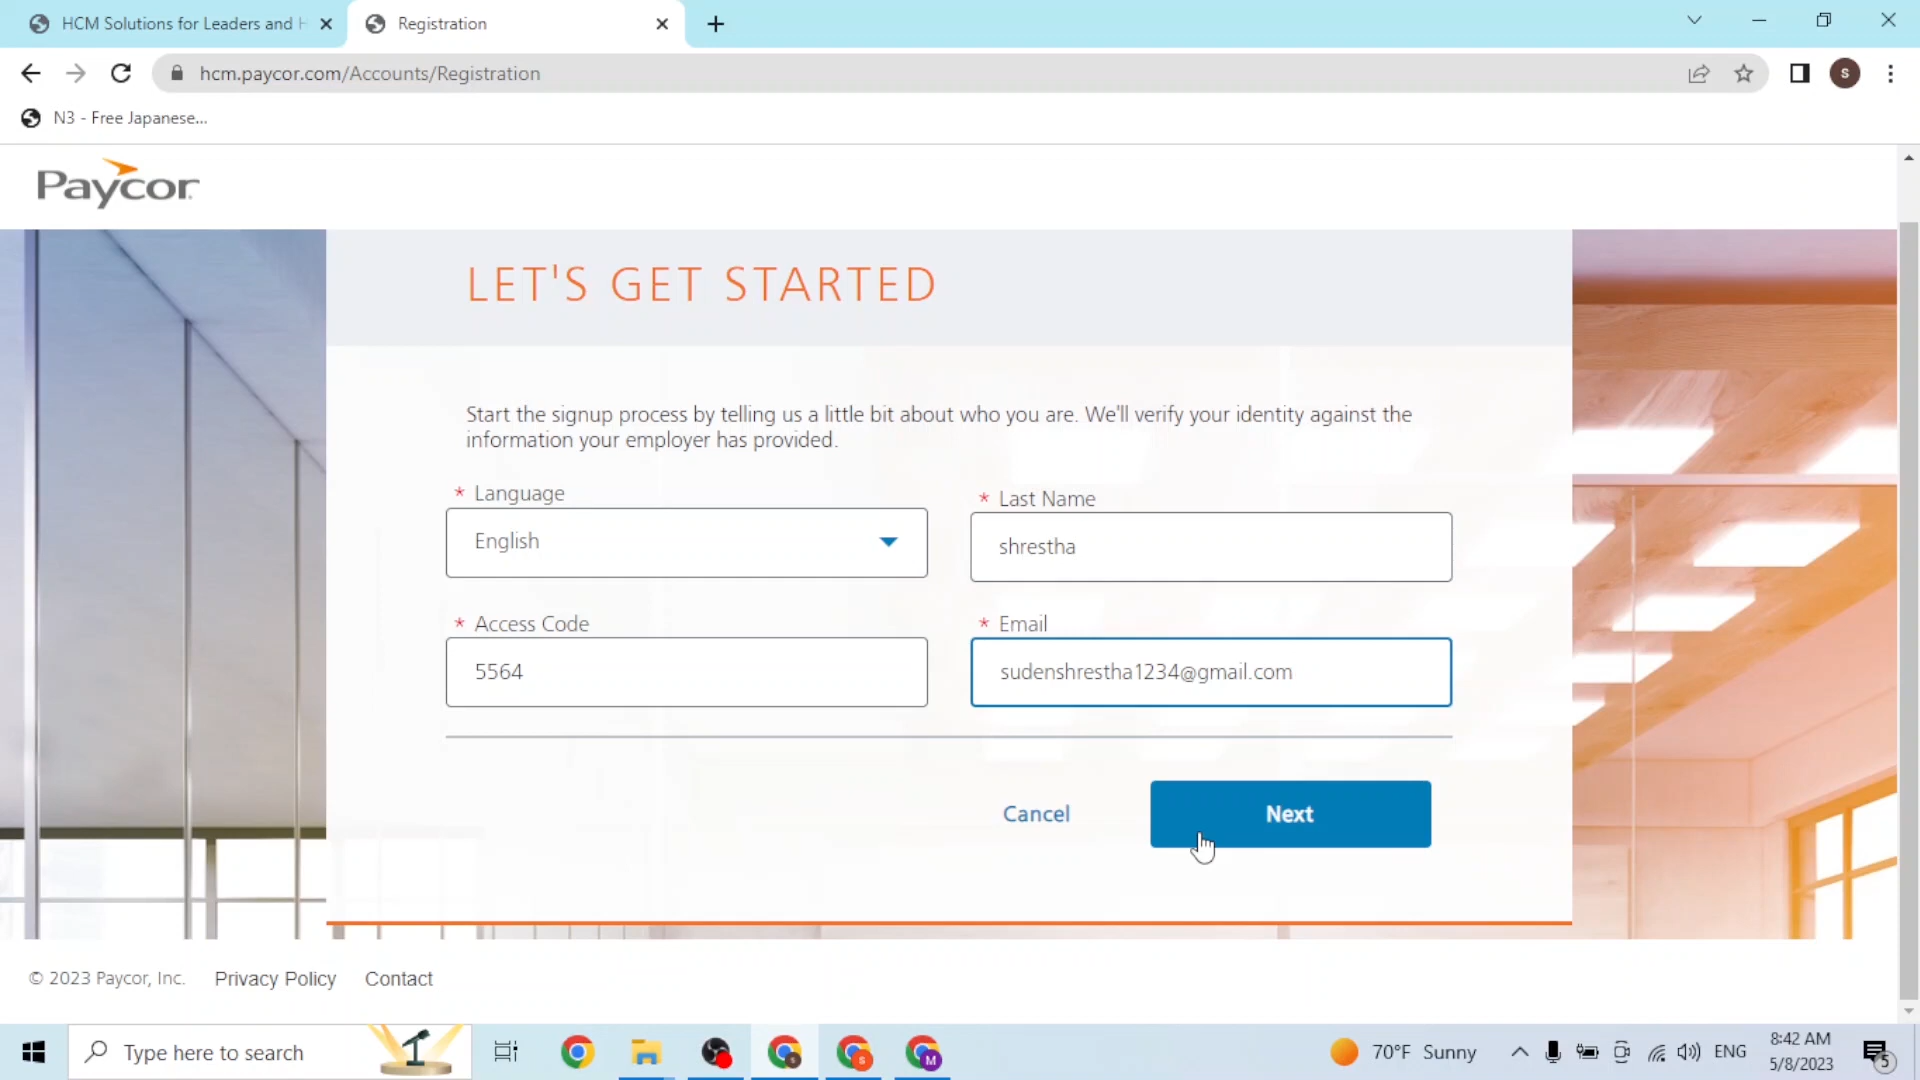 HCM Solutions for Leaders and H
Registration
hcm.paycor.com/Accounts/Registration
S
N3 - Free Japanese...
Paycor
LET'S GET STARTED
Start the signup process by telling us a little bit about who you are. We'll verify your identity against the
information your employer has provided.
* Language
* Last Name
English
shrestha
* Access Code
* Email
5564
sudenshrestha1234@gmail.com
Cancel
Next
© 2023 Paycor, Inc.
Privacy Policy
Contact
Type here to search
S
M
70°F Sunny
ENG
8:42 AM
5/8/2023
5